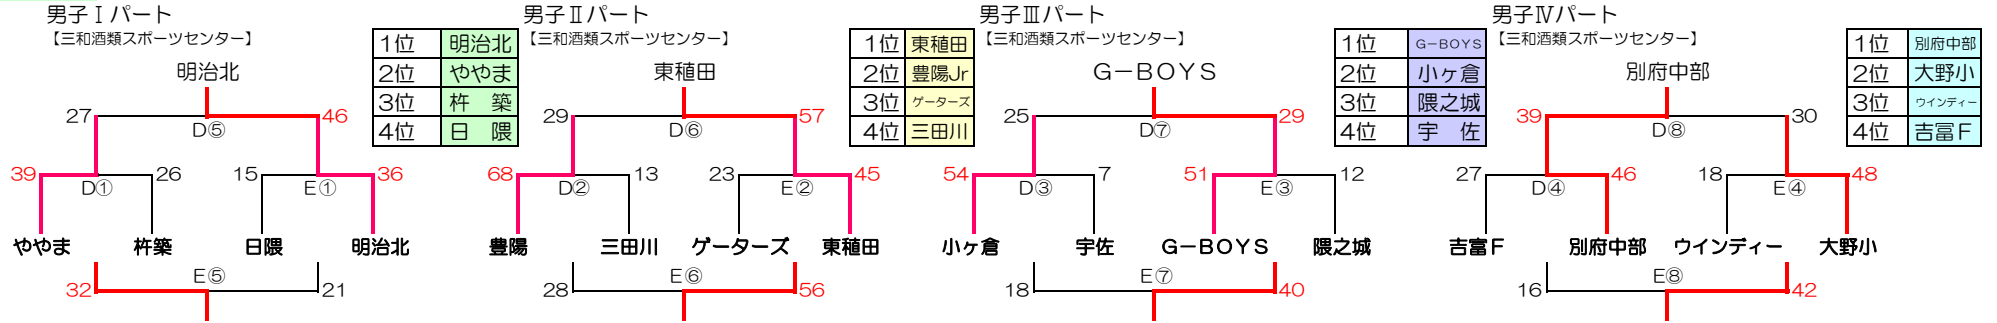 男子Ⅰパート
【三和酒類スポーツセンター】
明治北
1位 明治北
2位 ややま
3位 杵 築
4位 日 隈
27 D⑤ 46
39 D① 26 15 E① 36
ややま 杵築 日隈 明治北
32 E⑤ 21
男子Ⅱパート
【三和酒類スポーツセンター】
東稙田
1位 東稙田
2位 豊陽Jr
3位 ゲーターズ
4位 三田川
29 D⑥ 57
68 D② 13 23 E② 45
豊陽 三田川 ゲーターズ 東稙田
28 E⑥ 56
男子Ⅲパート
【三和酒類スポーツセンター】
G－BOYS
1位 G－BOYS
2位 小ヶ倉
3位 隈之城
4位 宇 佐
25 D⑦ 29
54 D③ 7 51 E③ 12
小ヶ倉 宇佐 G－BOYS 隈之城
18 E⑦ 40
男子Ⅳパート
【三和酒類スポーツセンター】
別府中部
1位 別府中部
2位 大野小
3位 ウインディー
4位 吉冨F
39 D⑧ 30
27 D④ 46 18 E④ 48
吉冨F 別府中部 ウインディー 大野小
16 E⑧ 42